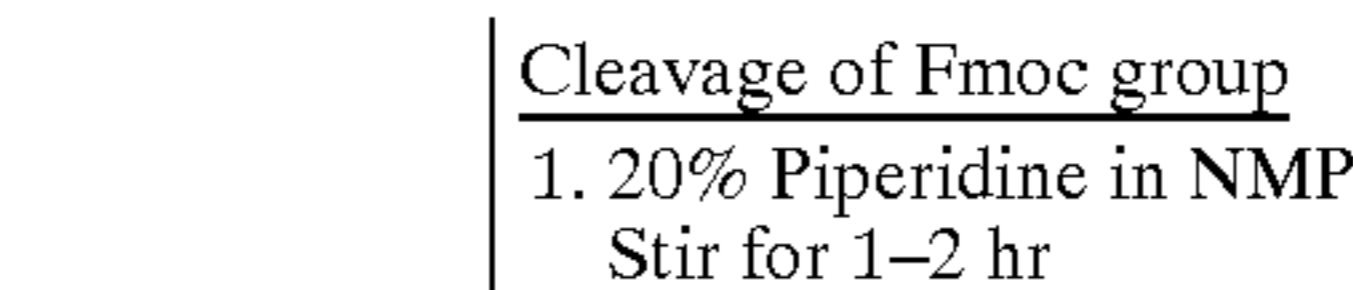 Cleavage of Fmoc group
1. 20% Piperidine in NMP
Stir for 1–2 hr